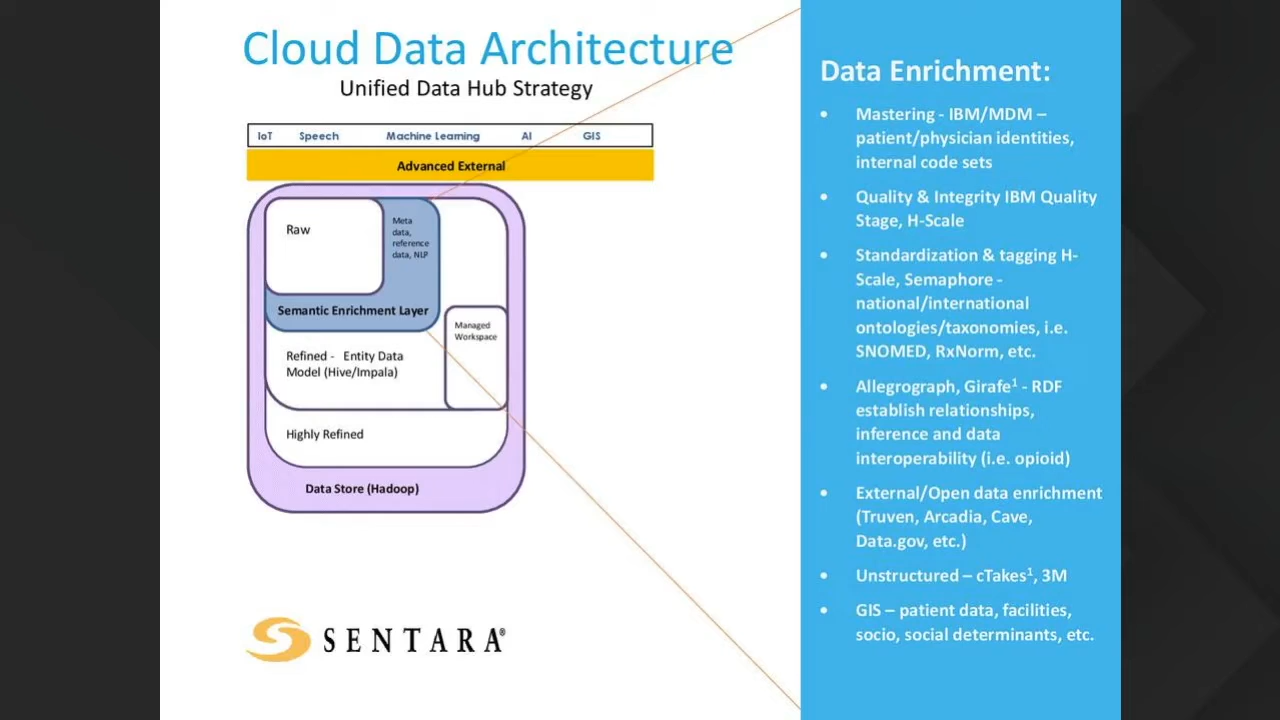 Cloud Data Architecture
Unified Data Hub Strategy
IoT Speech Machine Learning AI GIS
Advanced External
Raw
Meta
data,
reference
data, NLP
Semantic Enrichment Layer
Managed
Workspace
Refined - Entity Data
Model (Hive/Impala)
Highly Refined
Data Store (Hadoop)
SENTARA®
Data Enrichment:
• Mastering - IBM/MDM –
patient/physician identities,
internal code sets
• Quality & Integrity IBM Quality
Stage, H-Scale
• Standardization & tagging H-
Scale, Semaphore -
national/international
ontologies/taxonomies, i.e.
SNOMED, RxNorm, etc.
• Allegrograph, Girafe¹ - RDF
establish relationships,
inference and data
interoperability (i.e. opioid)
• External/Open data enrichment
(Truven, Arcadia, Cave,
Data.gov, etc.)
• Unstructured – cTakes¹, 3M
• GIS – patient data, facilities,
socio, social determinants, etc.